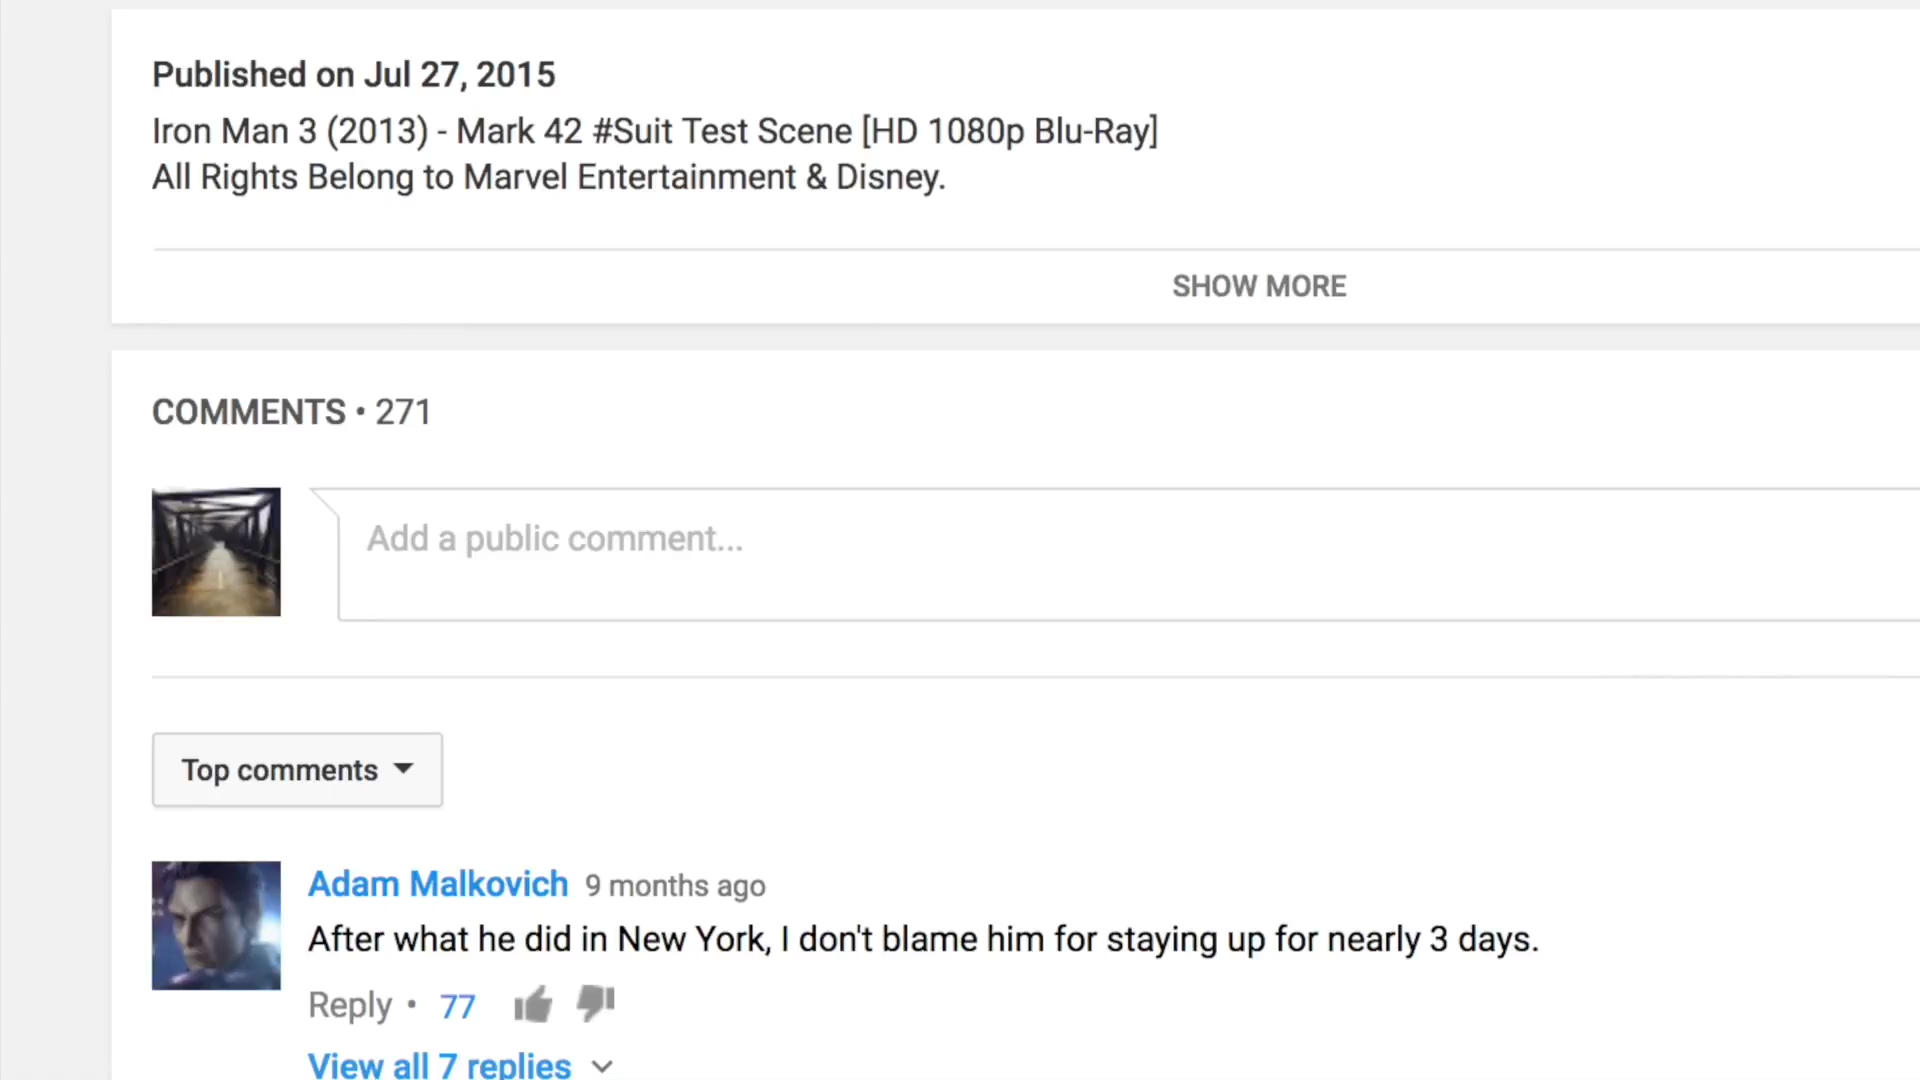 Published on Jul 27, 2015
Iron Man 3 (2013) - Mark 42 #Suit Test Scene [HD 1080p Blu-Ray]
All Rights Belong to Marvel Entertainment & Disney.
SHOW MORE
COMMENTS • 271
Add a public comment...
Top comments
Adam Malkovich 9 months ago
After what he did in New York, I don't blame him for staying up for nearly 3 days.
Reply • 77
View all 7 replies